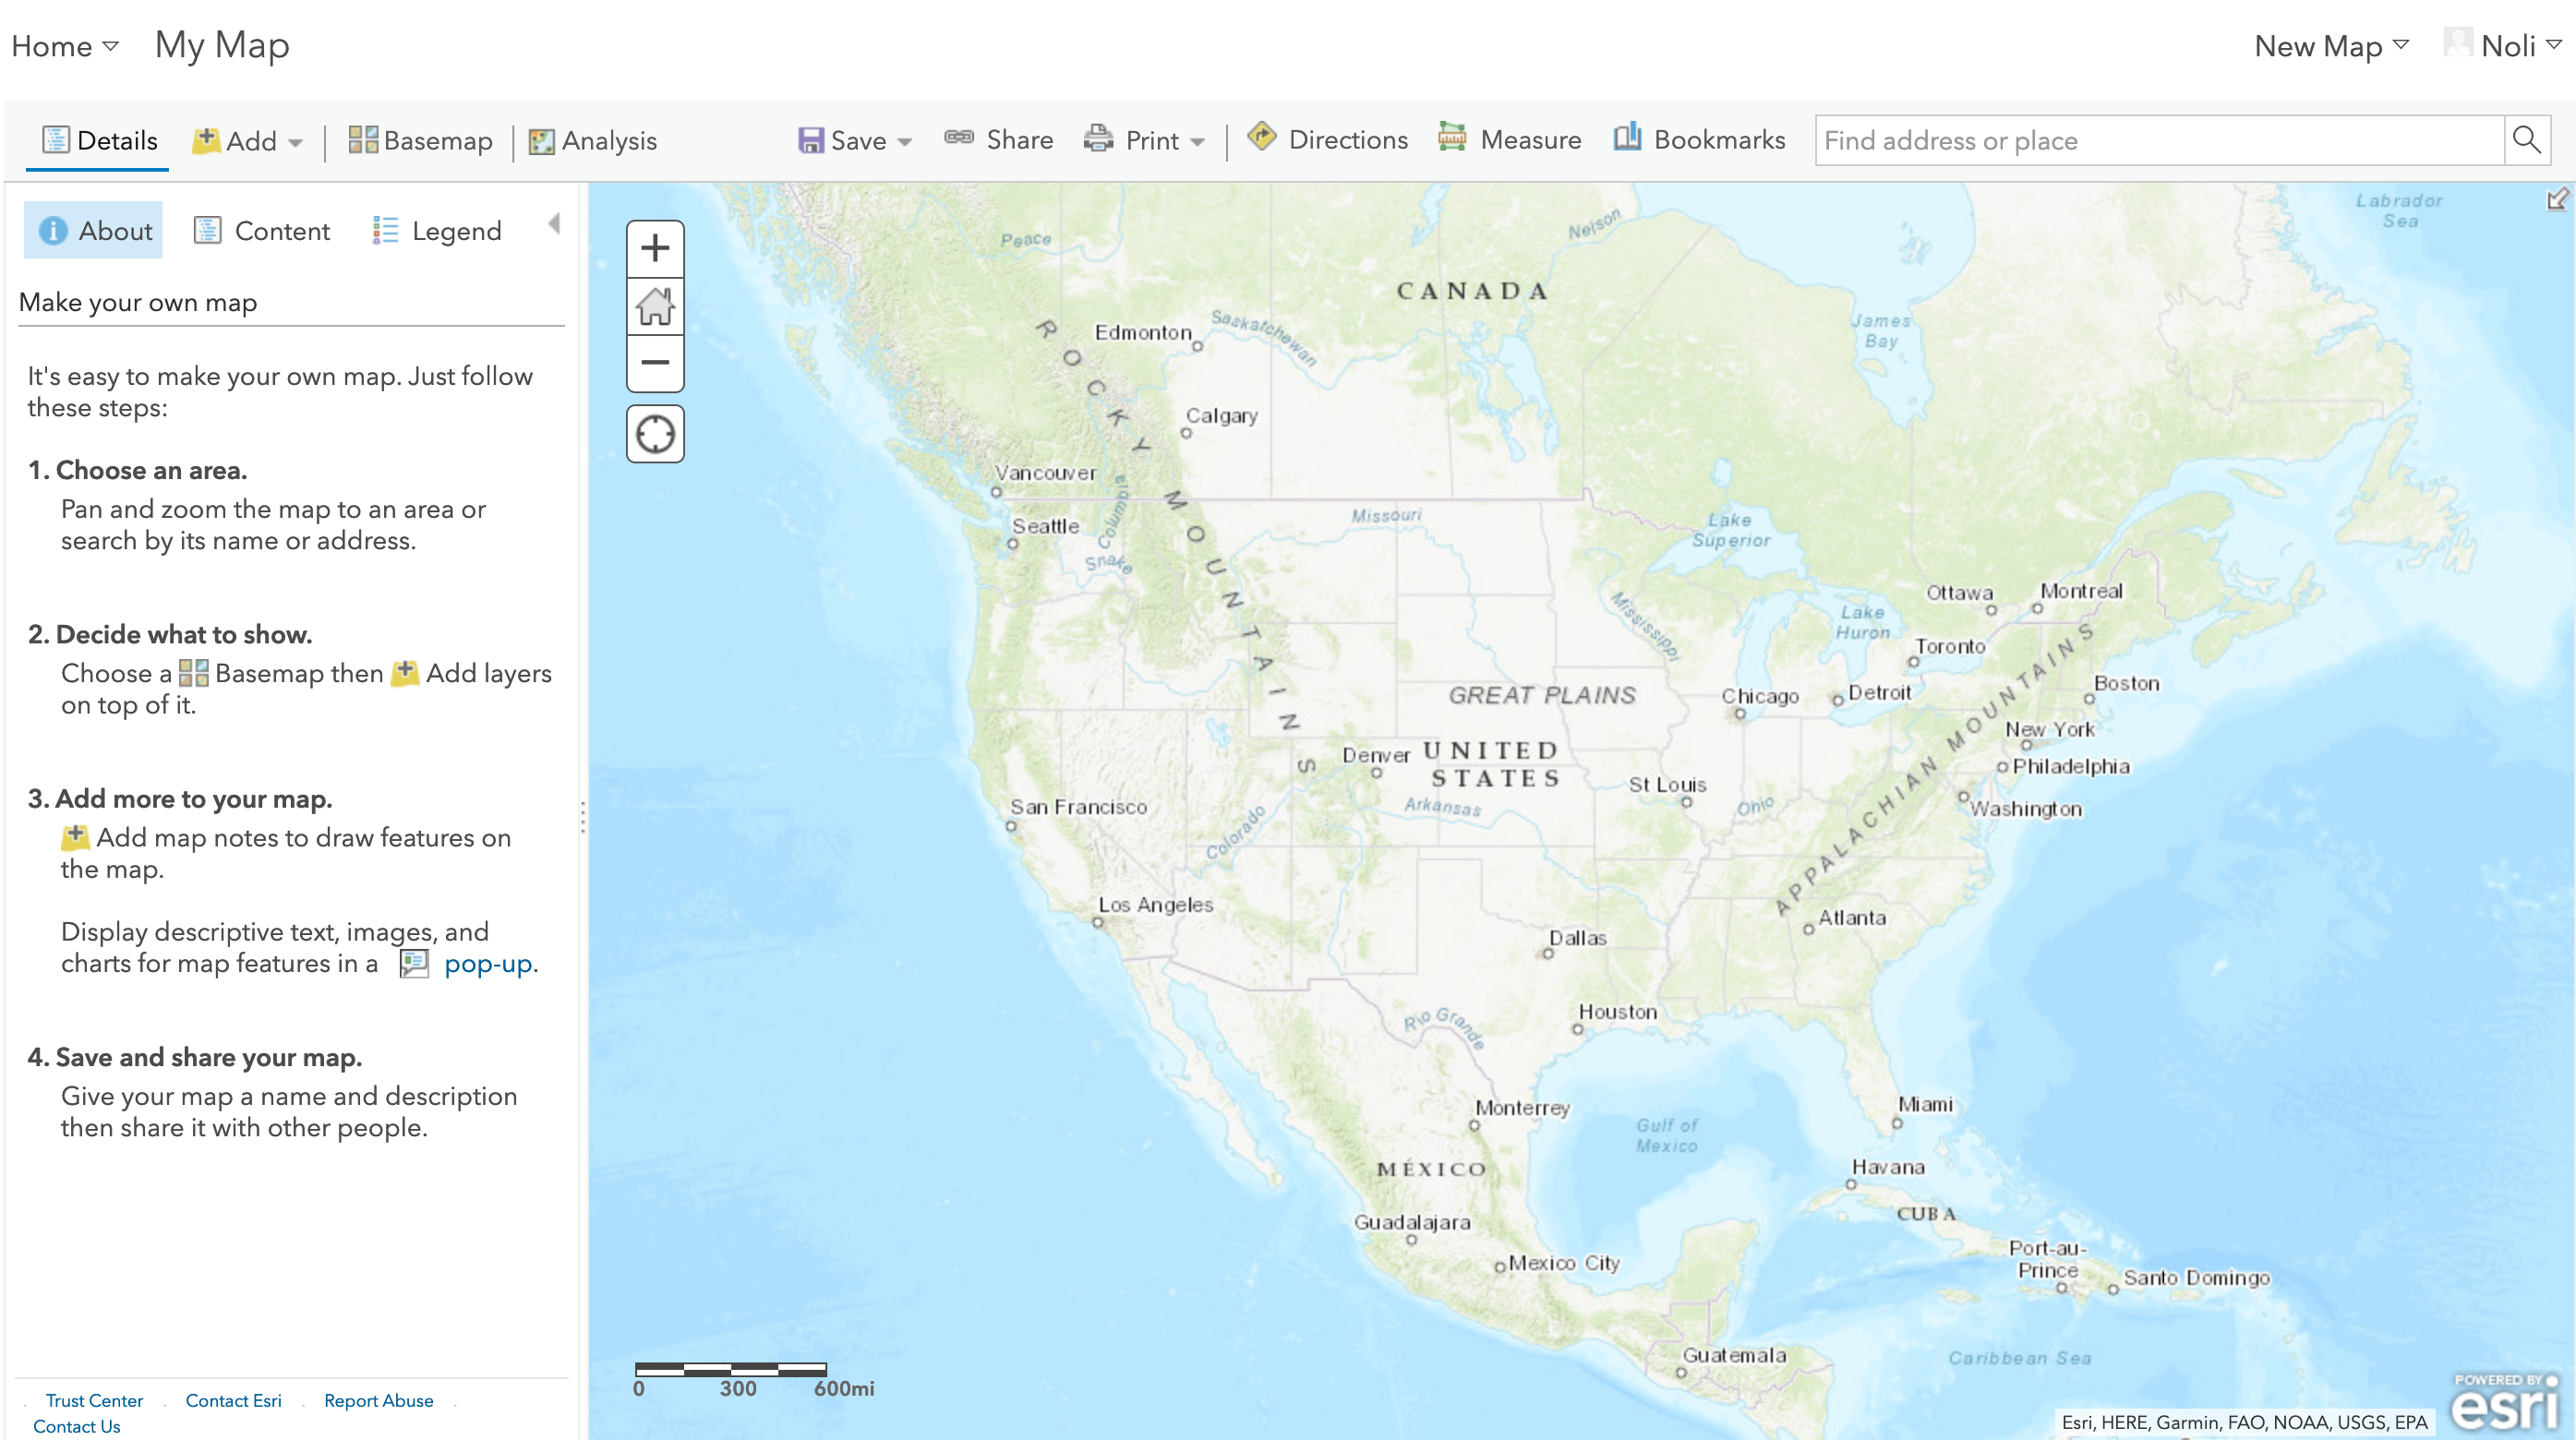 Home My Map New Map Noli
Details Add Basemap Analysis Save Share Print Directions Measure Bookmarks Find address or place
About Content Legend
Make your own map
It's easy to make your own map. Just follow
these steps:
1. Choose an area.
Pan and zoom the map to an area or
search by its name or address.
2. Decide what to show.
Choose a Basemap then Add layers
on top of it.
3. Add more to your map.
Add map notes to draw features on
the map.
Display descriptive text, images, and
charts for map features in a pop-up.
4. Save and share your map.
Give your map a name and description
then share it with other people.
Trust Center Contact Esri Report Abuse
Contact Us
Labrador
Sea
Peace
Nelson
CANADA
James
Bay
Edmonton
Saskatchewan
ROCKY MOUNTAINS
Calgary
Vancouver
Columbia
Seattle
Snake
Missouri
Lake
Superior
Mississippi
Ottawa
Montreal
Lake
Huron
Toronto
APPALACHIAN MOUNTAINS
GREAT PLAINS
Chicago
Detroit
Boston
New York
Denver
UNITED
STATES
Philadelphia
St Louis
San Francisco
Colorado
Arkansas
Ohio
Washington
Los Angeles
Atlanta
Dallas
Houston
Rio Grande
Monterrey
Gulf of
Mexico
Miami
MÉXICO
Havana
CUBA
Guadalajara
Mexico City
Port-au-
Prince
Santo Domingo
Guatemala
Caribbean Sea
0 300 600mi
POWERED BY
esri
Esri, HERE, Garmin, FAO, NOAA, USGS, EPA